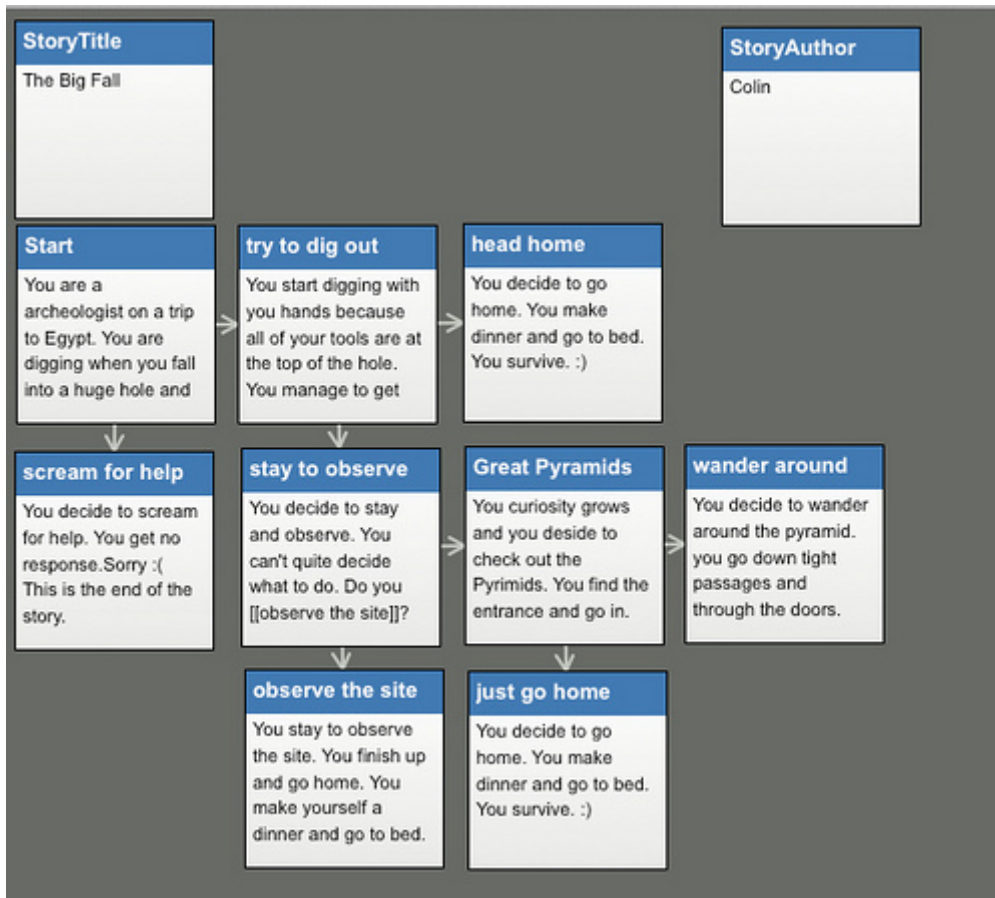 StoryTitle
The Big Fall
StoryAuthor
Colin
Start
You are a
archeologist on a trip
to Egypt. You are
digging when you fall
into a huge hole and
try to dig out
You start digging with
you hands because
all of your tools are at
the top of the hole.
You manage to get
head home
You decide to go
home. You make
dinner and go to bed.
You survive. :)
scream for help
You decide to scream
for help. You get no
response.Sorry :(
This is the end of the
story.
stay to observe
You decide to stay
and observe. You
can't quite decide
what to do. Do you
[[observe the site]]?
Great Pyramids
You curiosity grows
and you deside to
check out the
Pyrimids. You find the
entrance and go in.
wander around
You decide to wander
around the pyramid.
you go down tight
passages and
through the doors.
observe the site
You stay to observe
the site. You finish up
and go home. You
make yourself a
dinner and go to bed.
just go home
You decide to go
home. You make
dinner and go to bed.
You survive. :)